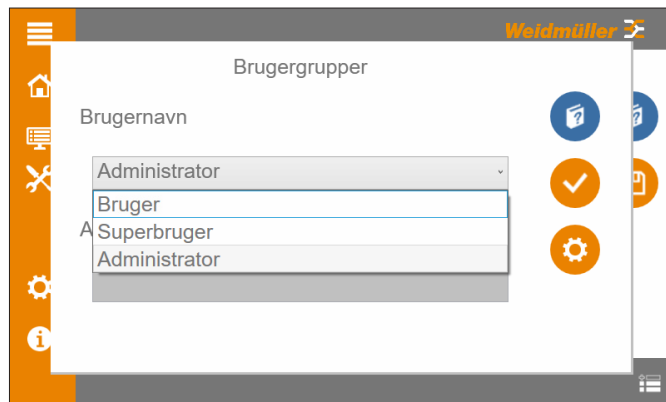 Weidmüller
Brugergrupper
Brugernavn
Administrator
Bruger
A
Superbruger
Administrator